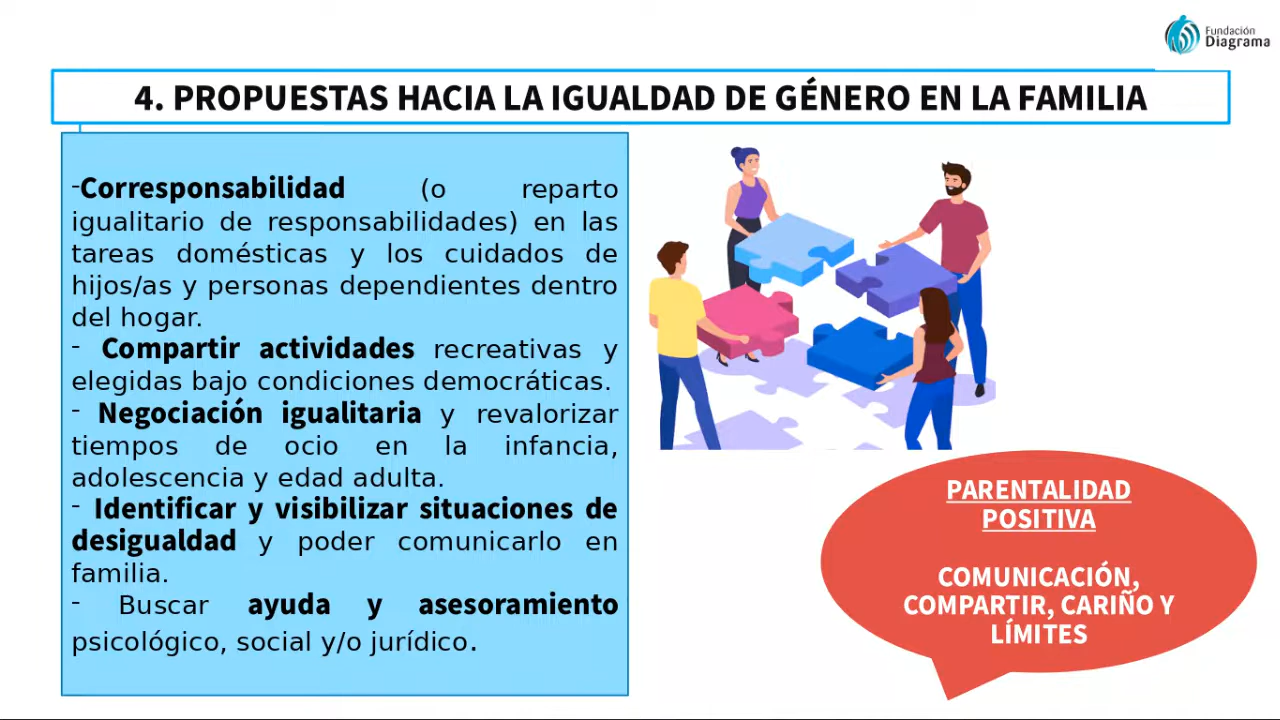 Fundación
Diagrama
4. PROPUESTAS HACIA LA IGUALDAD DE GÉNERO EN LA FAMILIA
-Corresponsabilidad (o reparto
igualitario de responsabilidades) en las
tareas domésticas y los cuidados de
hijos/as y personas dependientes dentro
del hogar.
- Compartir actividades recreativas y
elegidas bajo condiciones democráticas.
- Negociación igualitaria y revalorizar
tiempos de ocio en la infancia,
adolescencia y edad adulta.
- Identificar y visibilizar situaciones de
desigualdad y poder comunicarlo en
familia.
- Buscar ayuda y asesoramiento
psicológico, social y/o jurídico.
PARENTALIDAD
POSITIVA
COMUNICACIÓN,
COMPARTIR, CARIÑO Y
LÍMITES